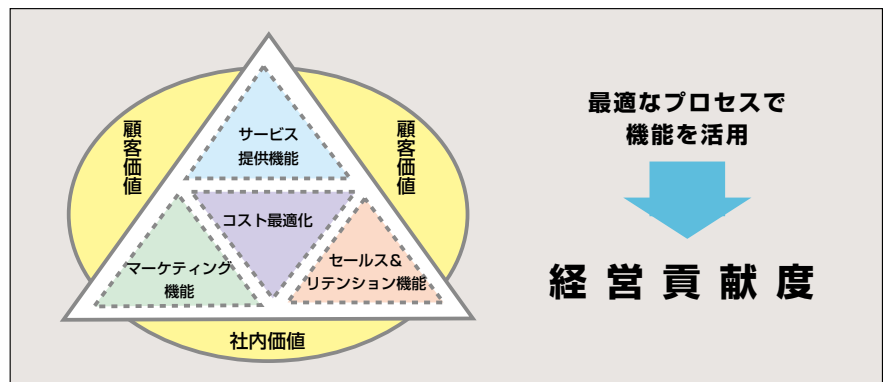 顧客価値
サービス
提供機能
顧客価値
コスト最適化
マーケティング
機能
セールス&
リテンション機能
社内価値
最適なプロセスで
機能を活用
経営貢献度